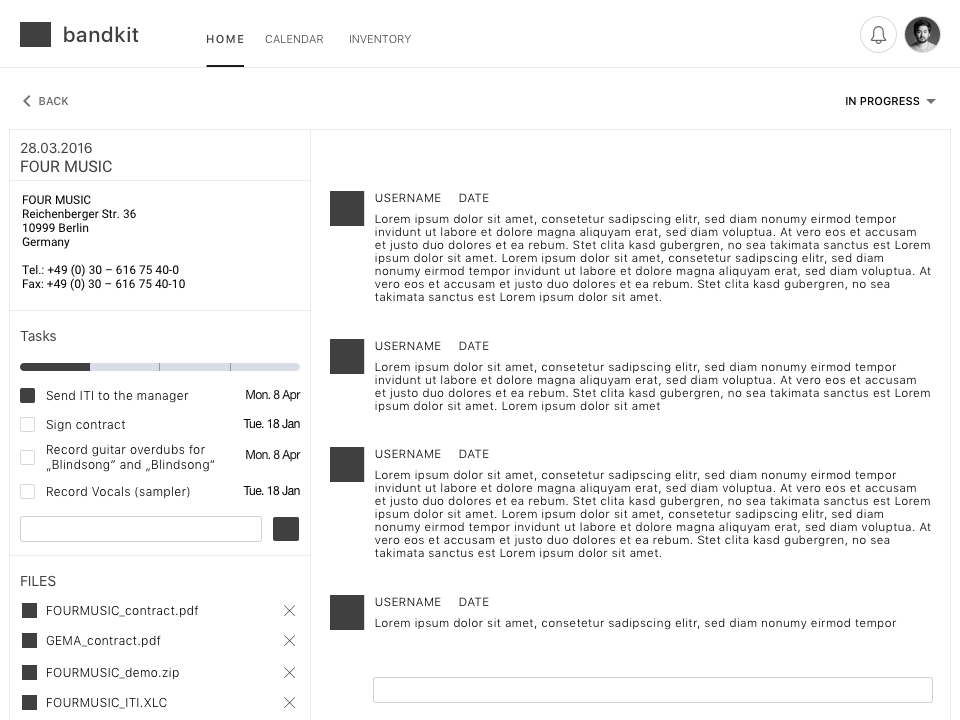 bandkit
HOME
CALENDAR
INVENTORY
BACK
IN PROGRESS
28.03.2016
FOUR MUSIC
FOUR MUSIC
Reichenberger Str. 36
10999 Berlin
Germany
Tel.: +49 (0) 30 – 616 75 40-0
Fax: +49 (0) 30 – 616 75 40-10
Tasks
Send ITI to the manager Mon. 8 Apr
Sign contract Tue. 18 Jan
Record guitar overdubs for
„Blindsong“ and „Blindsong“ Mon. 8 Apr
Record Vocals (sampler) Tue. 18 Jan
FILES
FOURMUSIC_contract.pdf
GEMA_contract.pdf
FOURMUSIC_demo.zip
FOURMUSIC_ITI.XLC
USERNAME DATE
Lorem ipsum dolor sit amet, consetetur sadipscing elitr, sed diam nonumy eirmod tempor
invidunt ut labore et dolore magna aliquyam erat, sed diam voluptua. At vero eos et accusam
et justo duo dolores et ea rebum. Stet clita kasd gubergren, no sea takimata sanctus est Lorem
ipsum dolor sit amet. Lorem ipsum dolor sit amet, consetetur sadipscing elitr, sed diam
nonumy eirmod tempor invidunt ut labore et dolore magna aliquyam erat, sed diam voluptua. At
vero eos et accusam et justo duo dolores et ea rebum. Stet clita kasd gubergren, no sea
takimata sanctus est Lorem ipsum dolor sit amet.
USERNAME DATE
Lorem ipsum dolor sit amet, consetetur sadipscing elitr, sed diam nonumy eirmod tempor
invidunt ut labore et dolore magna aliquyam erat, sed diam voluptua. At vero eos et accusam
et justo duo dolores et ea rebum. Stet clita kasd gubergren, no sea takimata sanctus est Lorem
ipsum dolor sit amet. Lorem ipsum dolor sit amet
USERNAME DATE
Lorem ipsum dolor sit amet, consetetur sadipscing elitr, sed diam nonumy eirmod tempor
invidunt ut labore et dolore magna aliquyam erat, sed diam voluptua. At vero eos et accusam
et justo duo dolores et ea rebum. Stet clita kasd gubergren, no sea takimata sanctus est Lorem
ipsum dolor sit amet. Lorem ipsum dolor sit amet, consetetur sadipscing elitr, sed diam
nonumy eirmod tempor invidunt ut labore et dolore magna aliquyam erat, sed diam voluptua. At
vero eos et accusam et justo duo dolores et ea rebum. Stet clita kasd gubergren, no sea
takimata sanctus est Lorem ipsum dolor sit amet.
USERNAME DATE
Lorem ipsum dolor sit amet, consetetur sadipscing elitr, sed diam nonumy eirmod tempor